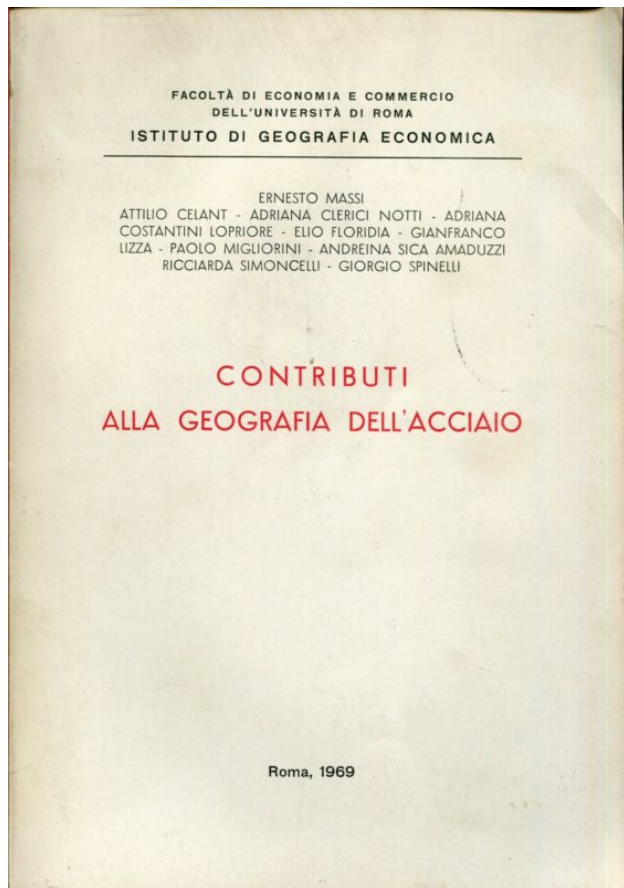 FACOLTÀ DI ECONOMIA E COMMERCIO
DELL'UNIVERSITÀ DI ROMA
ISTITUTO DI GEOGRAFIA ECONOMICA
ERNESTO MASSI
ATTILIO CELANT - ADRIANA CLERICI NOTTI - ADRIANA
COSTANTINI LOPRIORE - ELIO FLORIDIA - GIANFRANCO
LIZZA - PAOLO MIGLIORINI - ANDREINA SICA AMADUZZI
RICCIARDA SIMONCELLI - GIORGIO SPINELLI
CONTRIBUTI
ALLA GEOGRAFIA DELL'ACCIAIO
Roma, 1969